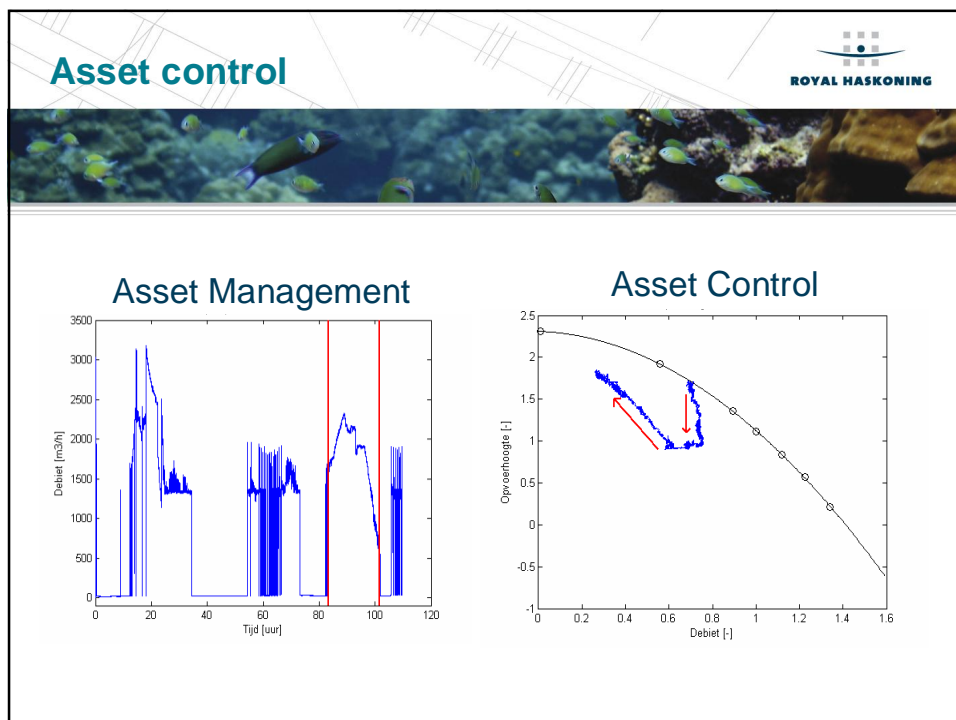 Asset control
ROYAL HASKONING
Asset Management
3500
3000
2500
2000
1500
1000
500
0
Debiet [m3/h]
0 20 40 60 80 100 120
Tijd [uur]
Asset Control
2.5
2
1.5
1
0.5
0
-0.5
-1
Opvoerhoogte [-]
0 0.2 0.4 0.6 0.8 1 1.2 1.4 1.6
Debiet [-]